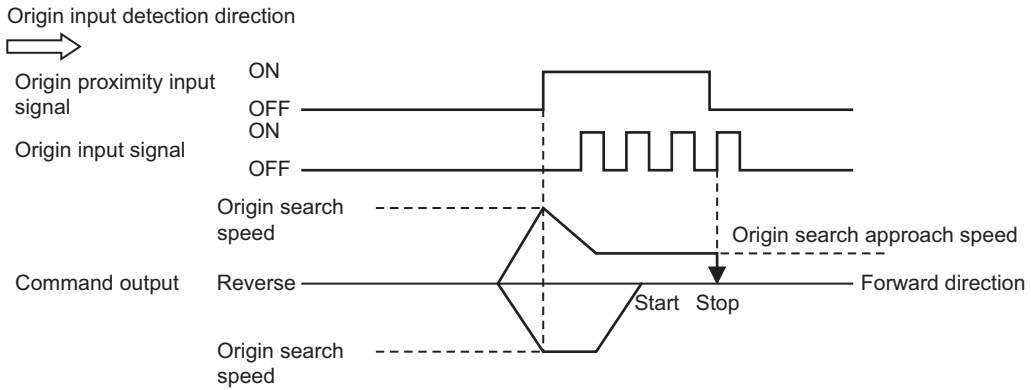 Origin input detection direction
Origin proximity input
signal
ON
OFF
Origin input signal
ON
OFF
Origin search
speed
Origin search approach speed
Command output
Reverse
Start
Stop
Forward direction
Origin search
speed